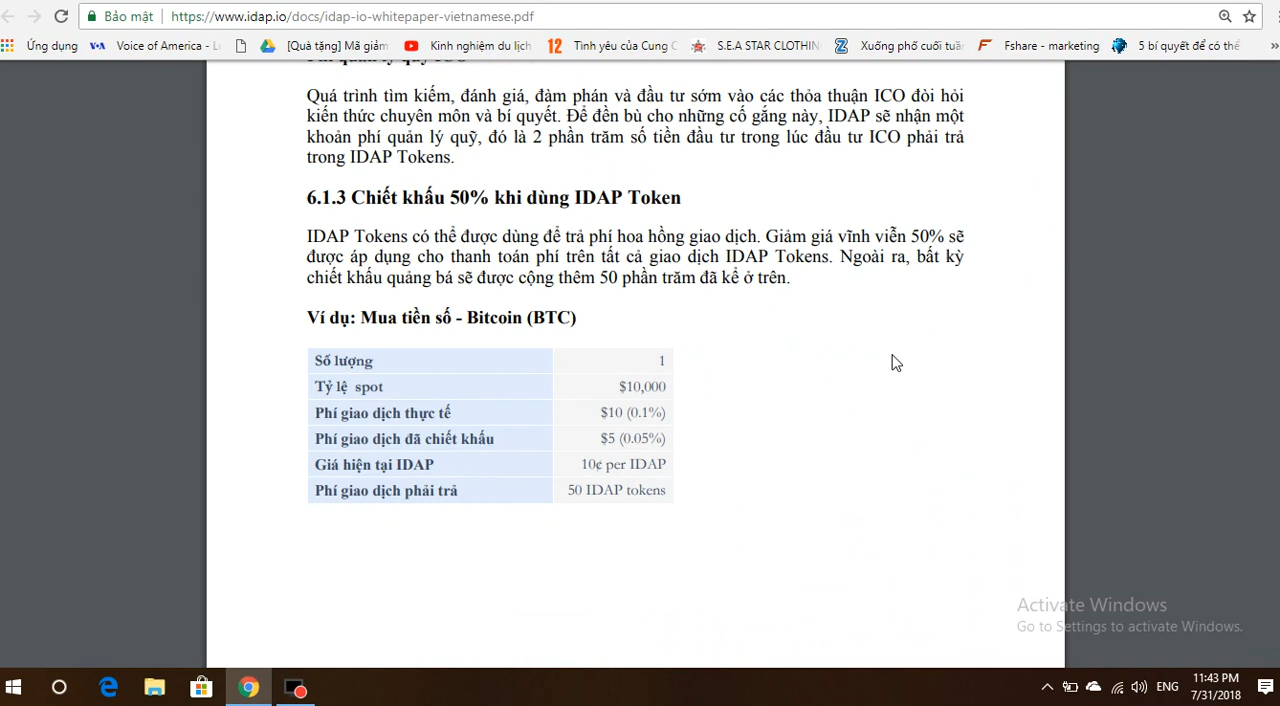 Bảo mật
https://www.idap.io/docs/idap-io-whitepaper-vietnamese.pdf
Ứng dụng
VOA Voice of America - L
[Quà tặng] Mã giảm
Kinh nghiệm du lịch
12 Tình yêu của Cung C
S.E.A STAR CLOTHIN
Z Xuống phố cuối tuần
F Fshare - marketing
5 bí quyết để có thể
»
Quá trình tìm kiếm, đánh giá, đàm phán và đầu tư sớm vào các thỏa thuận ICO đòi hỏi
kiến thức chuyên môn và bí quyết. Để đền bù cho những cố gắng này, IDAP sẽ nhận một
khoản phí quản lý quỹ, đó là 2 phần trăm số tiền đầu tư trong lúc đầu tư ICO phải trả
trong IDAP Tokens.
6.1.3 Chiết khấu 50% khi dùng IDAP Token
IDAP Tokens có thể được dùng để trả phí hoa hồng giao dịch. Giảm giá vĩnh viễn 50% sẽ
được áp dụng cho thanh toán phí trên tất cả giao dịch IDAP Tokens. Ngoài ra, bất kỳ
chiết khấu quảng bá sẽ được cộng thêm 50 phần trăm đã kể ở trên.
Ví dụ: Mua tiền số - Bitcoin (BTC)
Số lượng 1
Tỷ lệ spot $10,000
Phí giao dịch thực tế $10 (0.1%)
Phí giao dịch đã chiết khấu $5 (0.05%)
Giá hiện tại IDAP 10¢ per IDAP
Phí giao dịch phải trả 50 IDAP tokens
Activate Windows
Go to Settings to activate Windows.
ENG
11:43 PM
7/31/2018